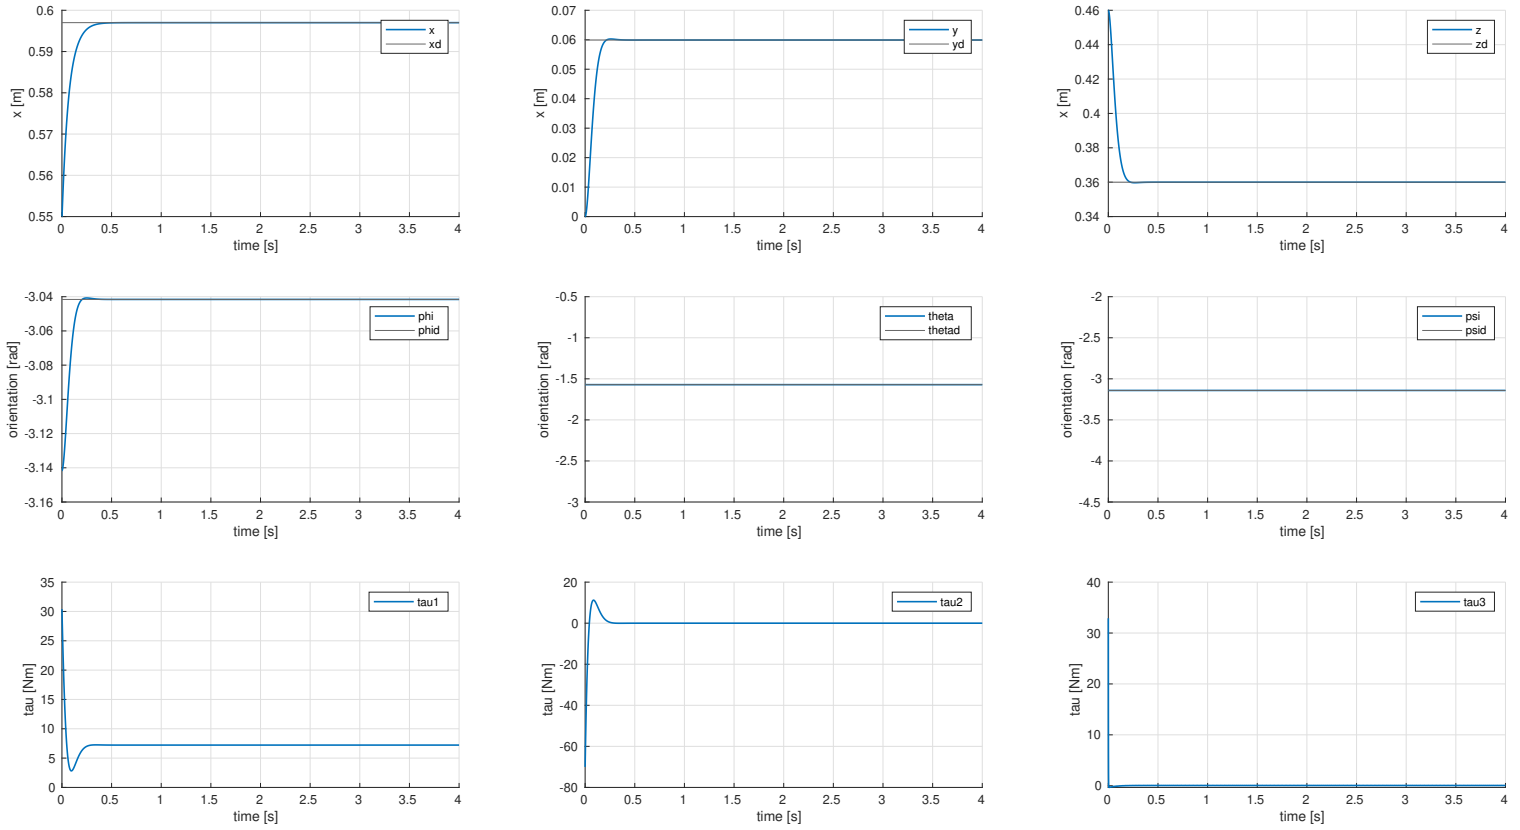 0.6
0.59
0.58
0.57
0.56
0.55
x [m]
0 0.5 1 1.5 2 2.5 3 3.5 4
time [s]
x
xd
0.07
0.06
0.05
0.04
0.03
0.02
0.01
0
x [m]
0 0.5 1 1.5 2 2.5 3 3.5 4
time [s]
y
yd
0.46
0.44
0.42
0.4
0.38
0.36
0.34
x [m]
0 0.5 1 1.5 2 2.5 3 3.5 4
time [s]
z
zd
-3.04
-3.06
-3.08
-3.1
-3.12
-3.14
-3.16
orientation [rad]
0 0.5 1 1.5 2 2.5 3 3.5 4
time [s]
phi
phid
-0.5
-1
-1.5
-2
-2.5
-3
orientation [rad]
0 0.5 1 1.5 2 2.5 3 3.5 4
time [s]
theta
thetad
-2
-2.5
-3
-3.5
-4
-4.5
orientation [rad]
0 0.5 1 1.5 2 2.5 3 3.5 4
time [s]
psi
psid
35
30
25
20
15
10
5
0
tau [Nm]
0 0.5 1 1.5 2 2.5 3 3.5 4
time [s]
tau1
20
0
-20
-40
-60
-80
tau [Nm]
0 0.5 1 1.5 2 2.5 3 3.5 4
time [s]
tau2
40
30
20
10
0
tau [Nm]
0 0.5 1 1.5 2 2.5 3 3.5 4
time [s]
tau3